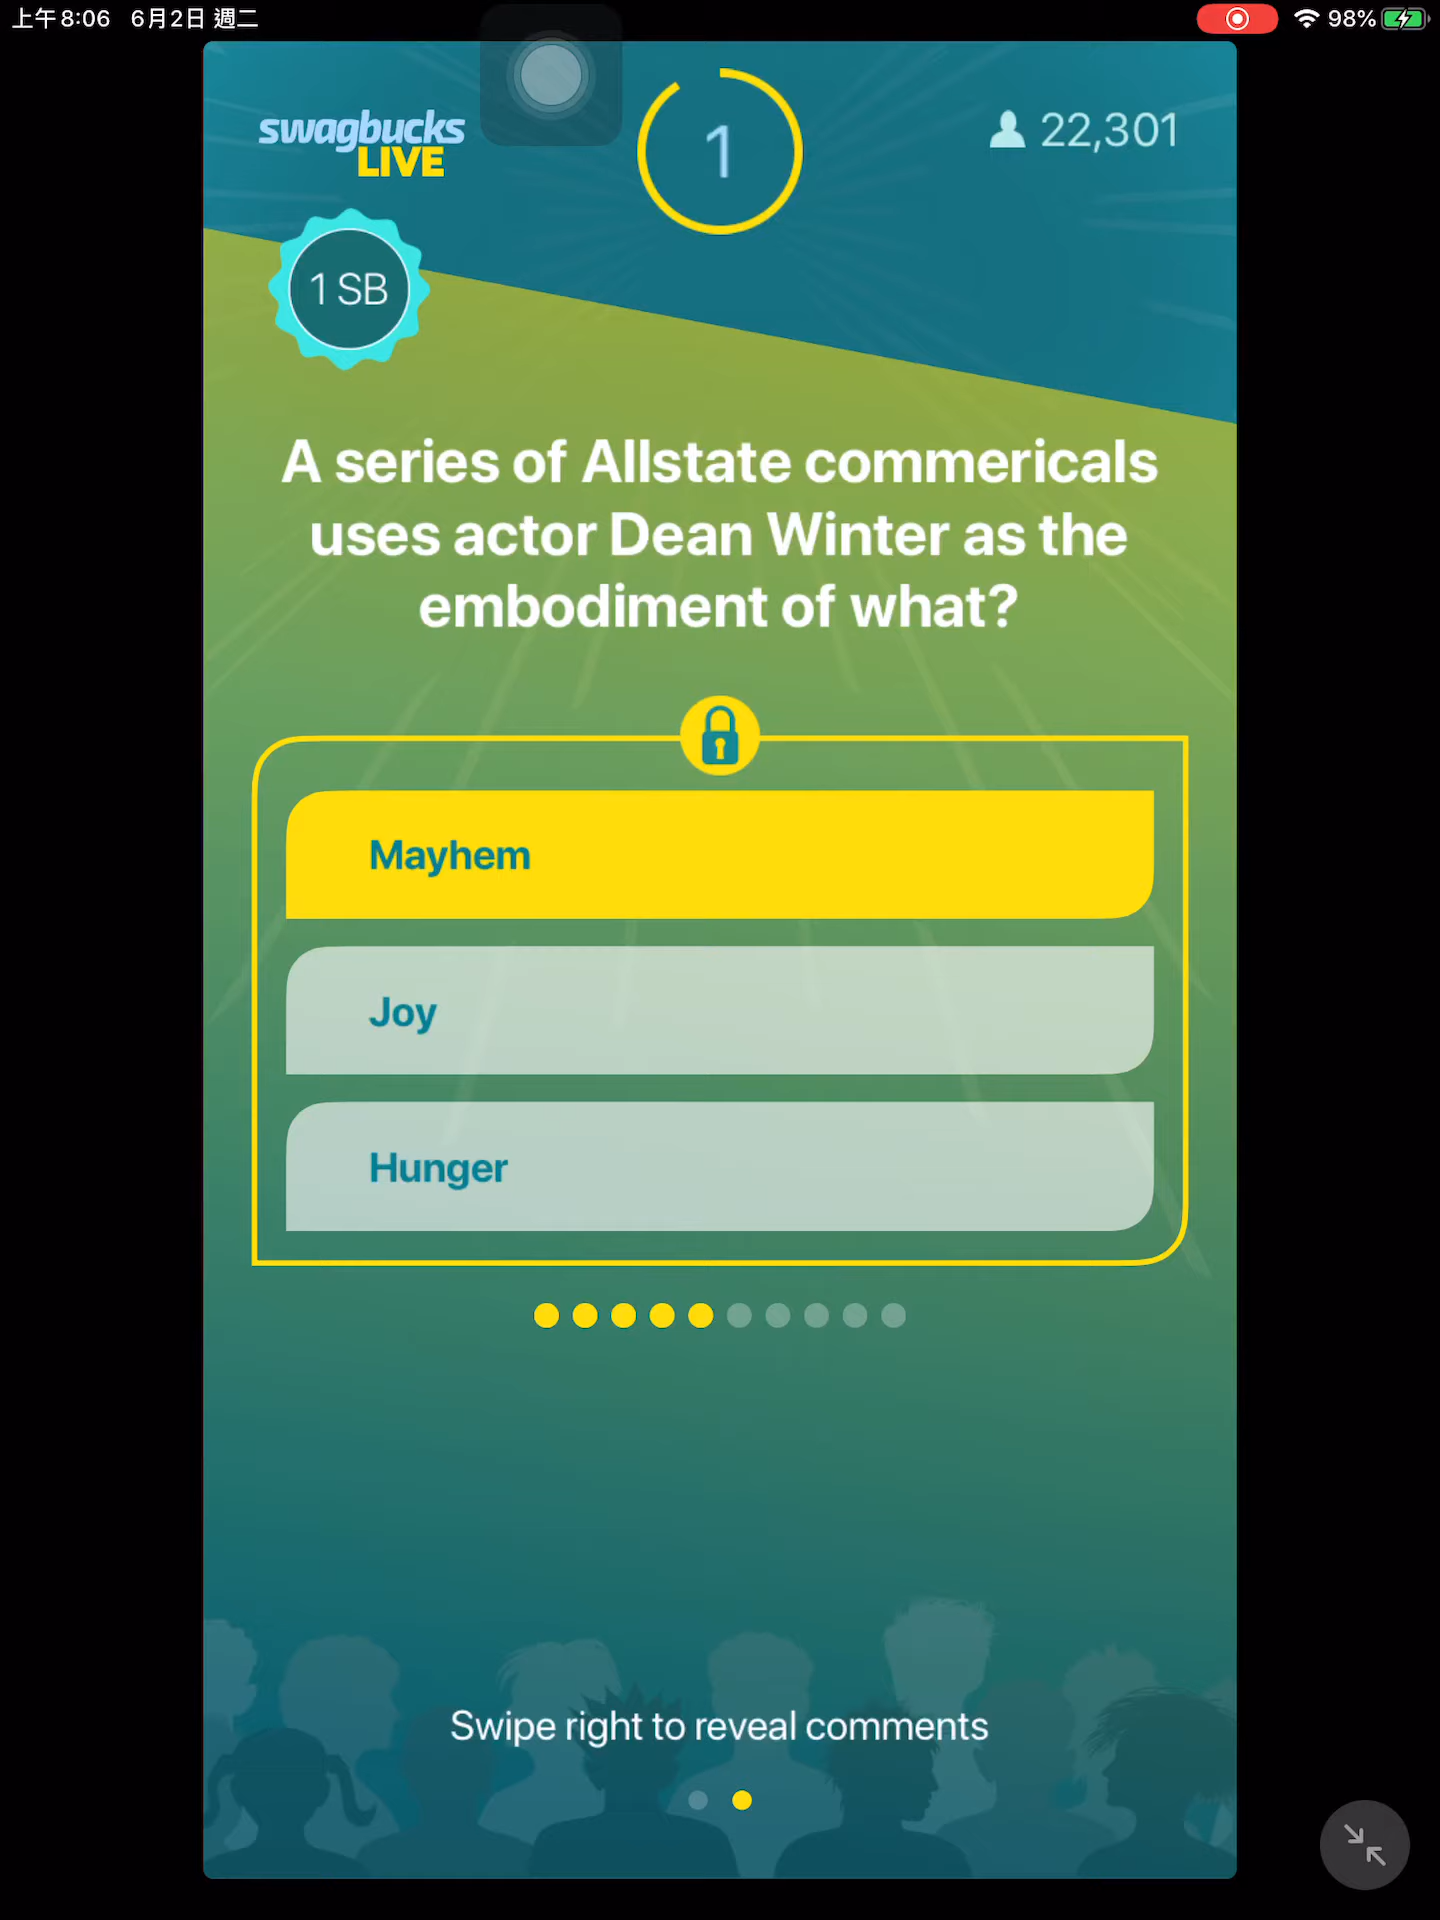 上午8:06 6月2日 週二
98%
swagbucks
LIVE
1
22,301
1 SB
A series of Allstate commericals
uses actor Dean Winter as the
embodiment of what?
Mayhem
Joy
Hunger
Swipe right to reveal comments